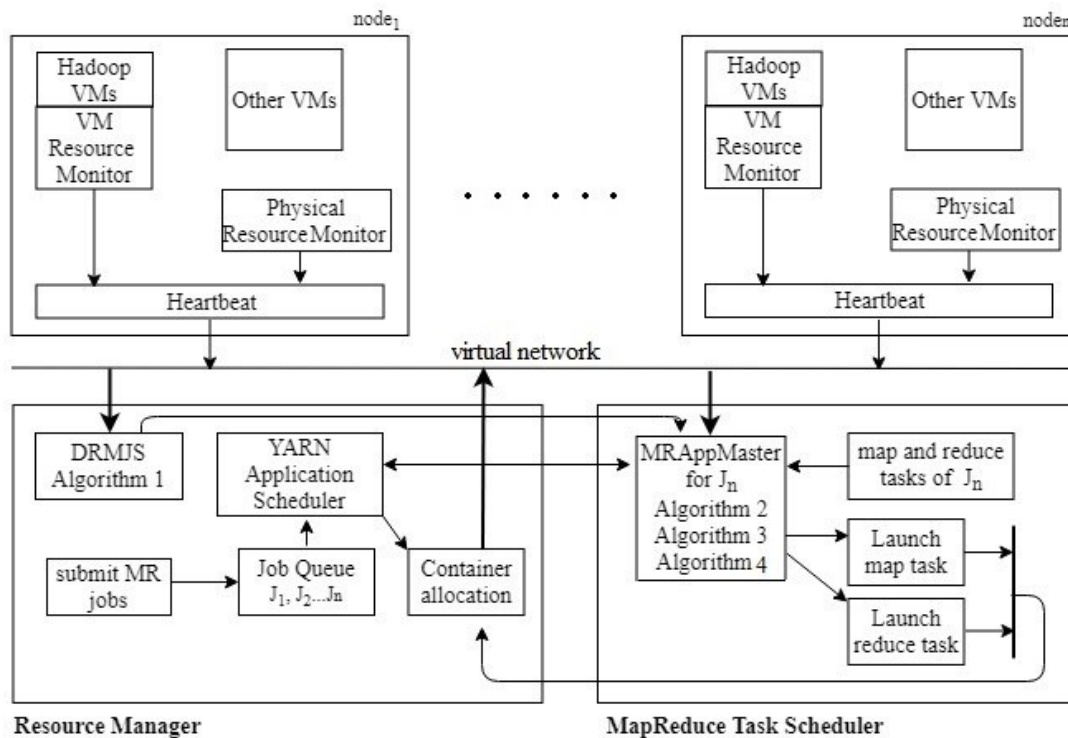 node1
Hadoop
VMs
VM
Resource
Monitor
Other VMs
Physical
Resource Monitor
Heartbeat
node
Hadoop
VMs
VM
Resource
Monitor
Other VMs
Physical
Resource Monitor
Heartbeat
virtual network
DRMJS
Algorithm 1
YARN
Application
Scheduler
submit MR
jobs
Job Queue
J1, J2...Jn
Container
allocation
Resource Manager
MRAppMaster
for Jn
Algorithm 2
Algorithm 3
Algorithm 4
map and reduce
tasks of Jn
Launch
map task
Launch
reduce task
MapReduce Task Scheduler